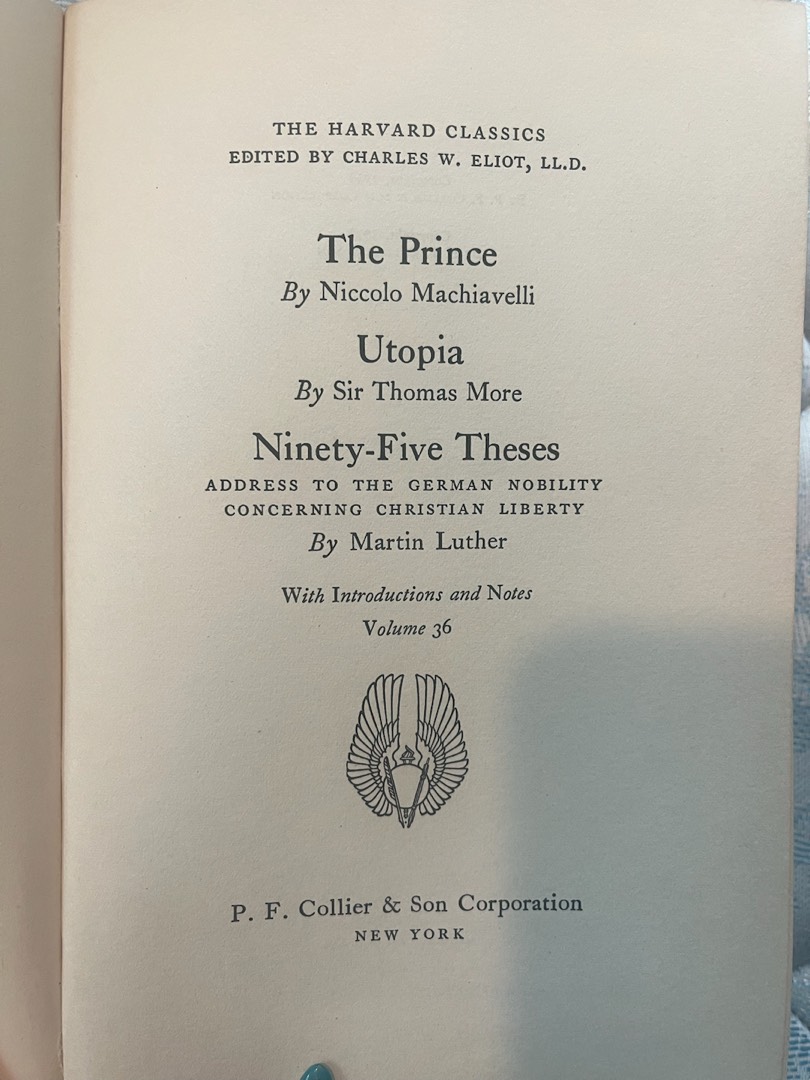 THE HARVARD CLASSICS
EDITED BY CHARLES W. ELIOT, LL.D.
The Prince
By Niccolo Machiavelli
Utopia
By Sir Thomas More
Ninety-Five Theses
ADDRESS TO THE GERMAN NOBILITY
CONCERNING CHRISTIAN LIBERTY
By Martin Luther
With Introductions and Notes
Volume 36
P. F. Collier & Son Corporation
NEW YORK